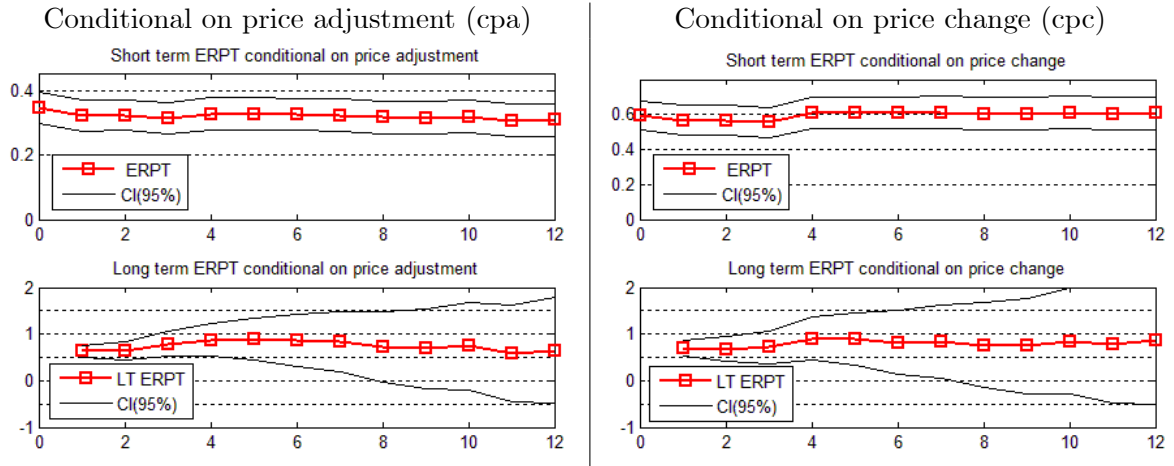 Conditional on price adjustment (cpa)
Short term ERPT conditional on price adjustment
0.4
0.2
0
ERPT
CI(95%)
0 2 4 6 8 10 12
Long term ERPT conditional on price adjustment
2
1
0
-1
LT ERPT
CI(95%)
0 2 4 6 8 10 12
Conditional on price change (cpc)
Short term ERPT conditional on price change
0.6
0.4
0.2
0
ERPT
CI(95%)
0 2 4 6 8 10 12
Long term ERPT conditional on price change
2
1
0
-1
LT ERPT
CI(95%)
0 2 4 6 8 10 12